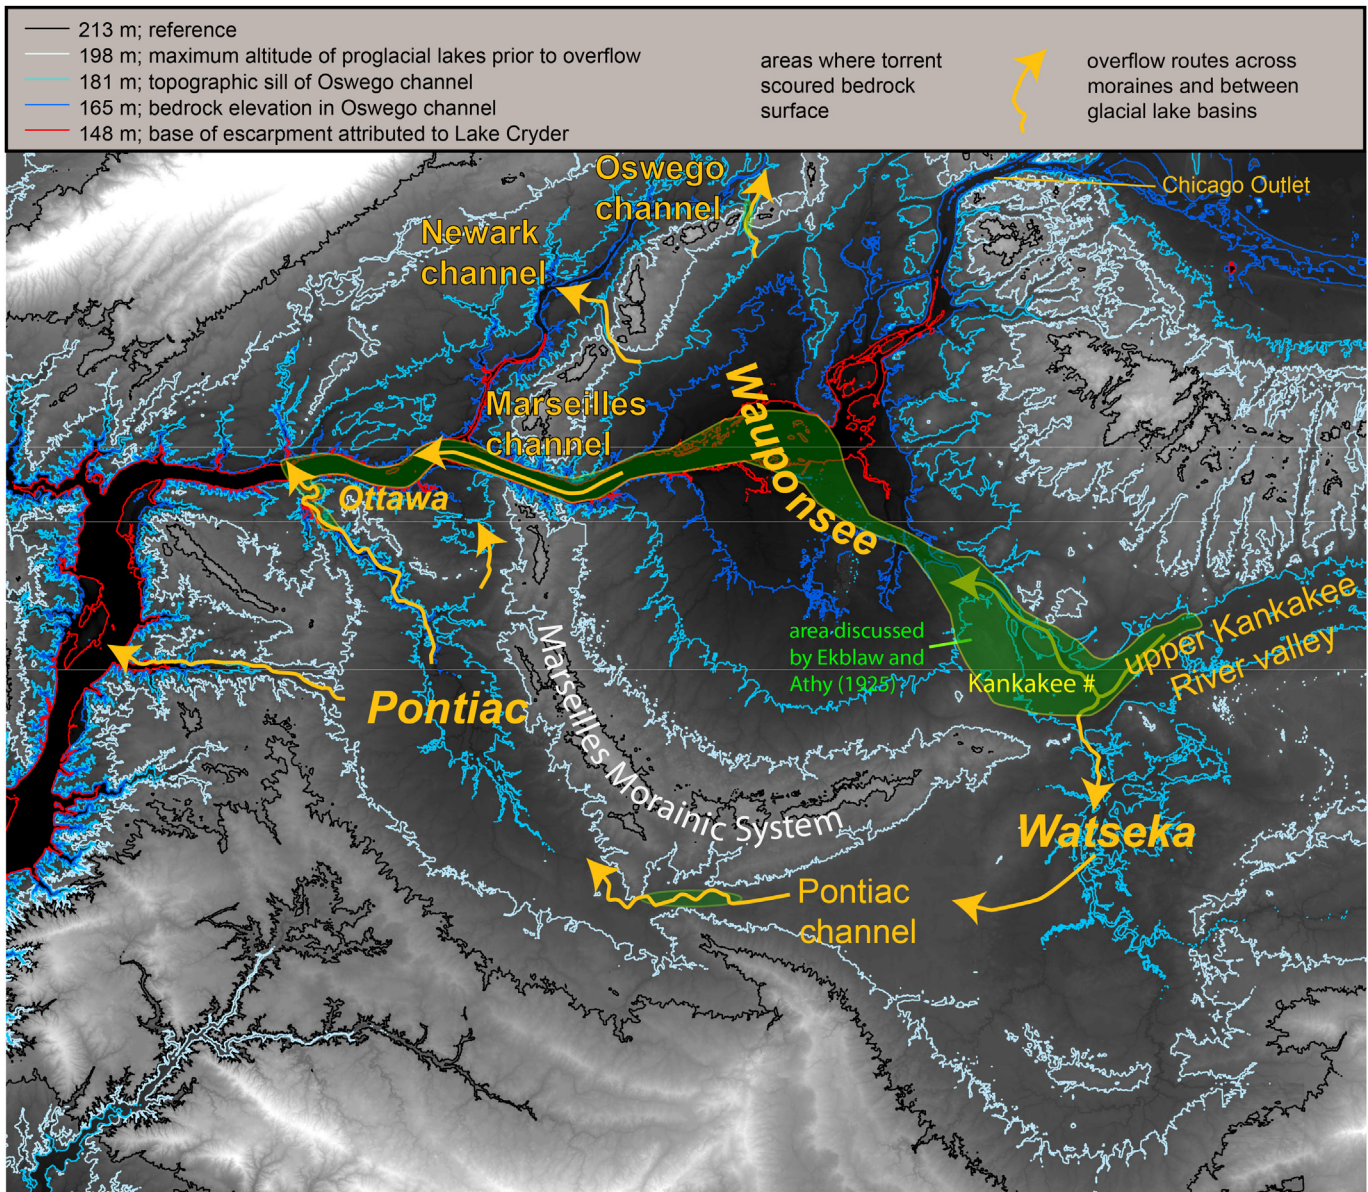 213 m; reference
198 m; maximum altitude of proglacial lakes prior to overflow
181 m; topographic sill of Oswego channel
165 m; bedrock elevation in Oswego channel
148 m; base of escarpment attributed to Lake Cryder
areas where torrent
scoured bedrock
surface
overflow routes across
moraines and between
glacial lake basins
Oswego
channel
Chicago Outlet
Newark
channel
Marseilles
channel
Wauponsee
Ottawa
area discussed
by Ekblaw and
Athy (1925)
Kankakee #
upper Kankakee
River valley
Pontiac
Marseilles Morainic System
Watseka
Pontiac
channel